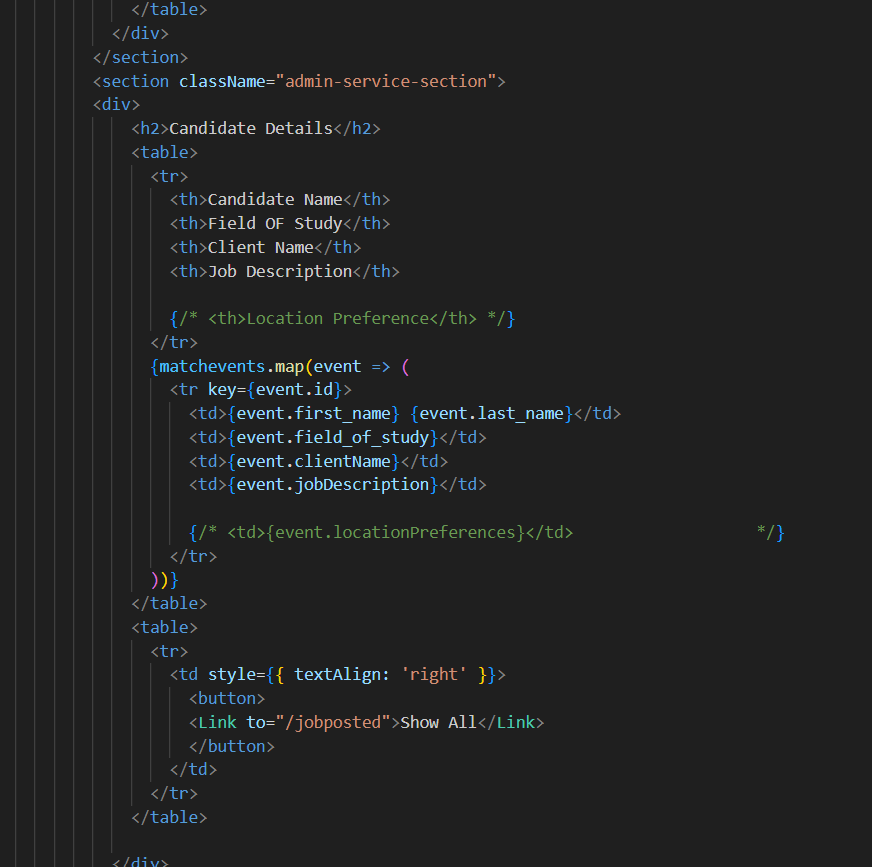 </table>
</div>
</section>
<section className="admin-service-section">
<div>
<h2>Candidate Details</h2>
<table>
<tr>
<th>Candidate Name</th>
<th>Field OF Study</th>
<th>Client Name</th>
<th>Job Description</th>
{/* <th>Location Preference</th> */}
</tr>
{matchevents.map(event => (
<tr key={event.id}>
<td>{event.first_name} {event.last_name}</td>
<td>{event.field_of_study}</td>
<td>{event.clientName}</td>
<td>{event.jobDescription}</td>
{/* <td>{event.locationPreferences}</td> */}
</tr>
))}
</table>
<table>
<tr>
<td style={{ textAlign: 'right' }}>
<button>
<Link to="/jobposted">Show All</Link>
</button>
</td>
</tr>
</table>
</div>